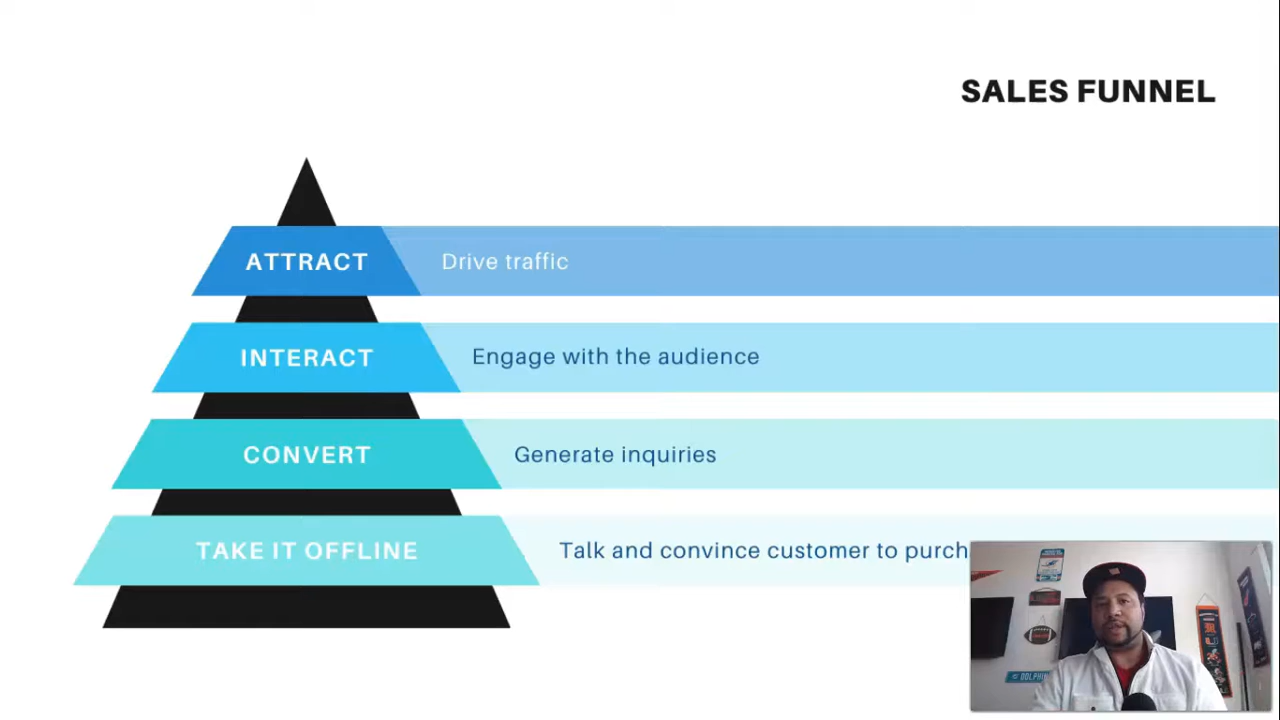 SALES FUNNEL
ATTRACT Drive traffic
INTERACT Engage with the audience
CONVERT Generate inquiries
TAKE IT OFFLINE Talk and convince customer to purch
DOLPHIN